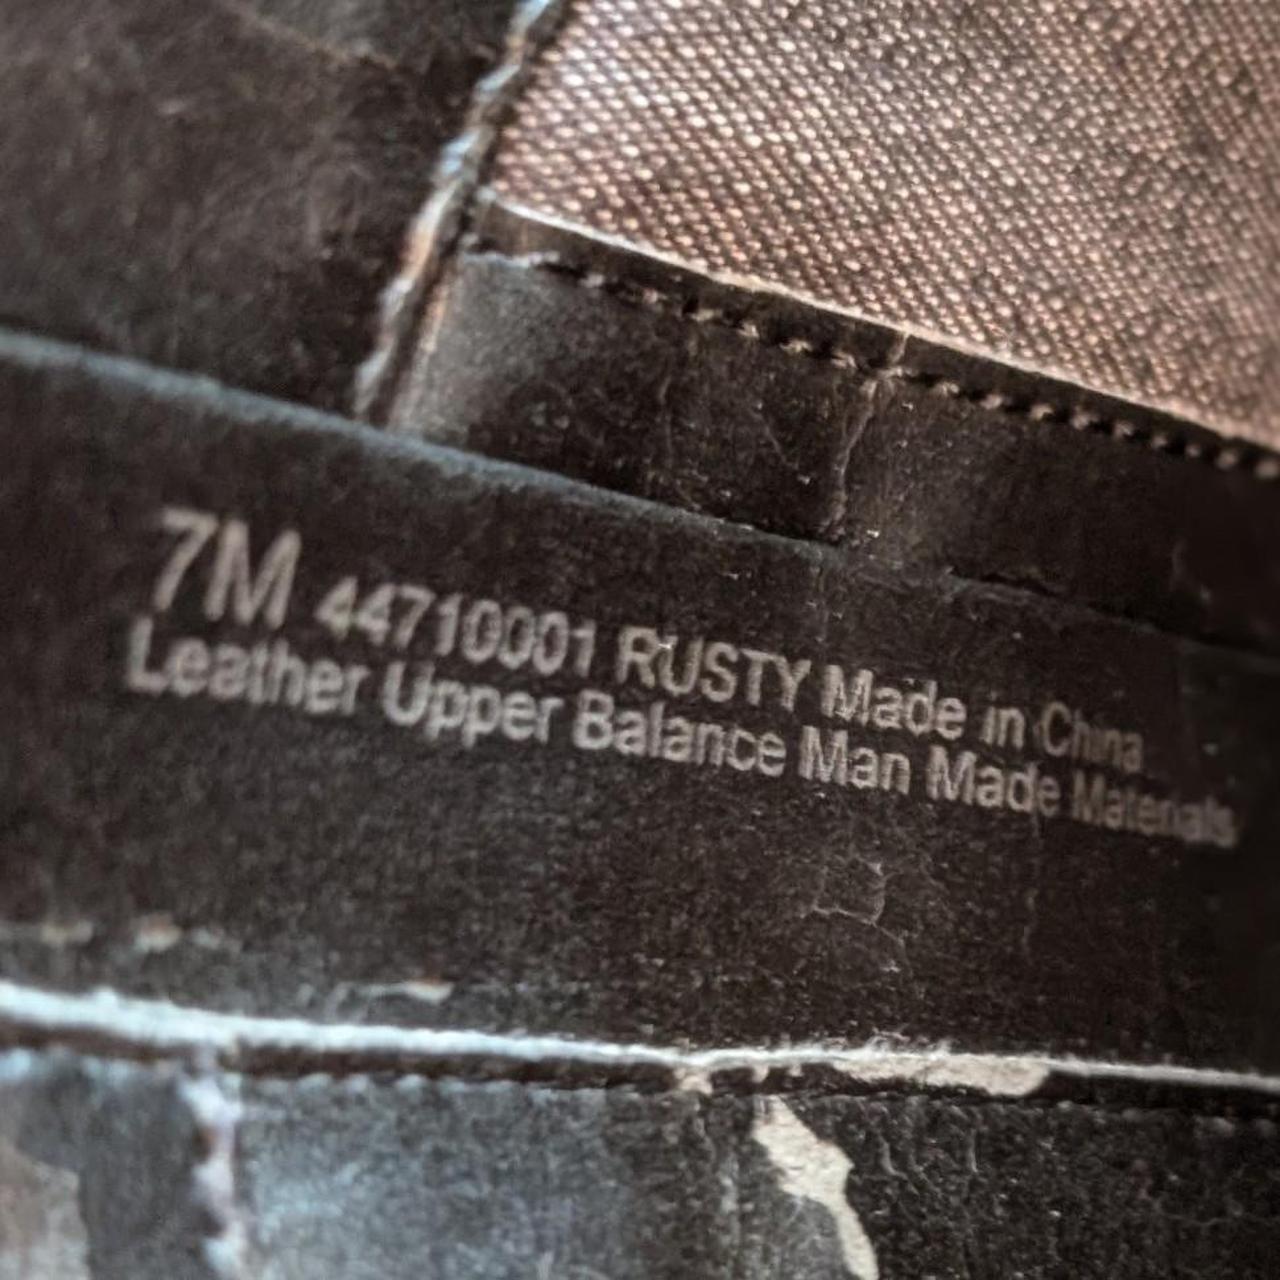 7M 44710001 RUSTY Made in China
Leather Upper Balance Man Made Materials